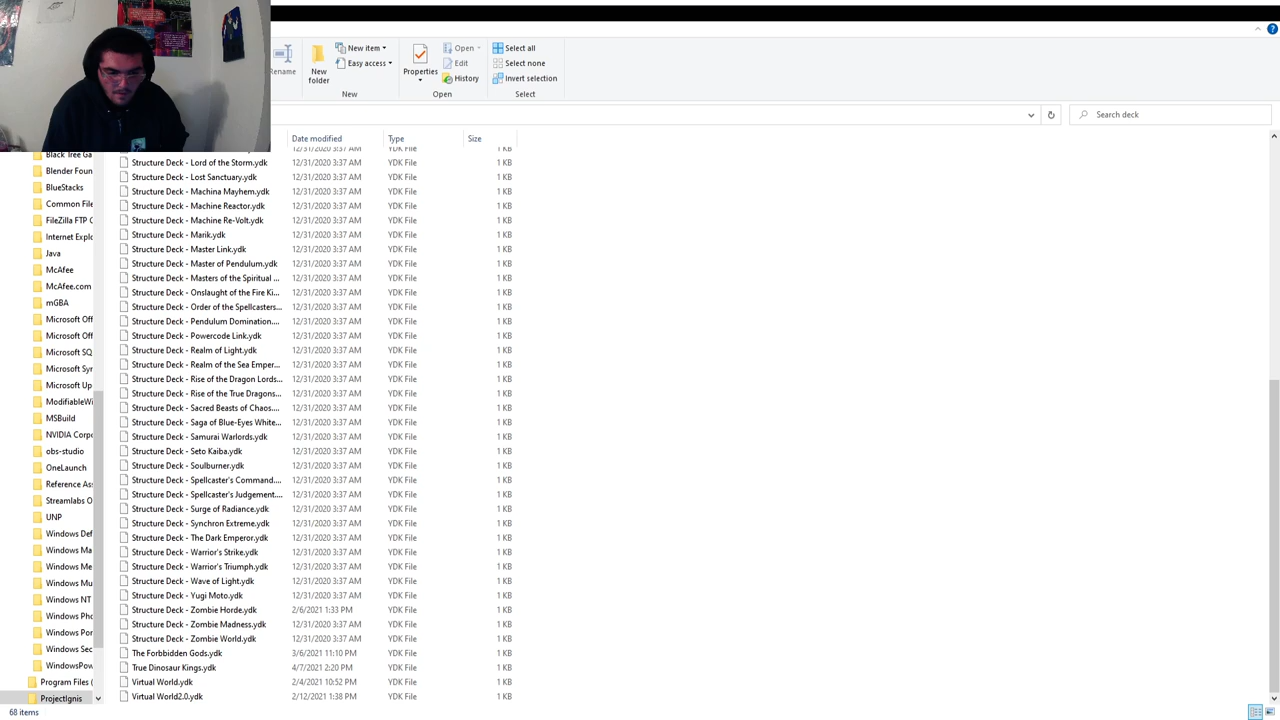 Rename
New folder
New item
Easy access
New
Properties
Open
Edit
History
Open
Select all
Select none
Invert selection
Select
Search deck
Date modified Type Size
Black Tree Ga
Blender Foun
BlueStacks
Common File
FileZilla FTP C
Internet Explo
Java
McAfee
McAfee.com
mGBA
Microsoft Off
Microsoft Off
Microsoft SQ
Microsoft Syn
Microsoft Up
ModifiableWi
MSBuild
NVIDIA Corpo
obs-studio
OneLaunch
Reference Ass
Streamlabs O
UNP
Windows Def
Windows Ma
Windows Me
Windows Mu
Windows NT
Windows Pho
Windows Por
Windows Sec
WindowsPow
Program Files (
ProjectIgnis
12/31/2020 3:37 AM YDK File 1 KB
Structure Deck - Lord of the Storm.ydk 12/31/2020 3:37 AM YDK File 1 KB
Structure Deck - Lost Sanctuary.ydk 12/31/2020 3:37 AM YDK File 1 KB
Structure Deck - Machina Mayhem.ydk 12/31/2020 3:37 AM YDK File 1 KB
Structure Deck - Machine Reactor.ydk 12/31/2020 3:37 AM YDK File 1 KB
Structure Deck - Machine Re-Volt.ydk 12/31/2020 3:37 AM YDK File 1 KB
Structure Deck - Marik.ydk 12/31/2020 3:37 AM YDK File 1 KB
Structure Deck - Master Link.ydk 12/31/2020 3:37 AM YDK File 1 KB
Structure Deck - Master of Pendulum.ydk 12/31/2020 3:37 AM YDK File 1 KB
Structure Deck - Masters of the Spiritual ... 12/31/2020 3:37 AM YDK File 1 KB
Structure Deck - Onslaught of the Fire Ki... 12/31/2020 3:37 AM YDK File 1 KB
Structure Deck - Order of the Spellcasters... 12/31/2020 3:37 AM YDK File 1 KB
Structure Deck - Pendulum Domination.... 12/31/2020 3:37 AM YDK File 1 KB
Structure Deck - Powercode Link.ydk 12/31/2020 3:37 AM YDK File 1 KB
Structure Deck - Realm of Light.ydk 12/31/2020 3:37 AM YDK File 1 KB
Structure Deck - Realm of the Sea Emper... 12/31/2020 3:37 AM YDK File 1 KB
Structure Deck - Rise of the Dragon Lords... 12/31/2020 3:37 AM YDK File 1 KB
Structure Deck - Rise of the True Dragons... 12/31/2020 3:37 AM YDK File 1 KB
Structure Deck - Sacred Beasts of Chaos.... 12/31/2020 3:37 AM YDK File 1 KB
Structure Deck - Saga of Blue-Eyes White... 12/31/2020 3:37 AM YDK File 1 KB
Structure Deck - Samurai Warlords.ydk 12/31/2020 3:37 AM YDK File 1 KB
Structure Deck - Seto Kaiba.ydk 12/31/2020 3:37 AM YDK File 1 KB
Structure Deck - Soulburner.ydk 12/31/2020 3:37 AM YDK File 1 KB
Structure Deck - Spellcaster's Command.... 12/31/2020 3:37 AM YDK File 1 KB
Structure Deck - Spellcaster's Judgement.... 12/31/2020 3:37 AM YDK File 1 KB
Structure Deck - Surge of Radiance.ydk 12/31/2020 3:37 AM YDK File 1 KB
Structure Deck - Synchron Extreme.ydk 12/31/2020 3:37 AM YDK File 1 KB
Structure Deck - The Dark Emperor.ydk 12/31/2020 3:37 AM YDK File 1 KB
Structure Deck - Warrior's Strike.ydk 12/31/2020 3:37 AM YDK File 1 KB
Structure Deck - Warrior's Triumph.ydk 12/31/2020 3:37 AM YDK File 1 KB
Structure Deck - Wave of Light.ydk 12/31/2020 3:37 AM YDK File 1 KB
Structure Deck - Yugi Moto.ydk 12/31/2020 3:37 AM YDK File 1 KB
Structure Deck - Zombie Horde.ydk 2/6/2021 1:33 PM YDK File 1 KB
Structure Deck - Zombie Madness.ydk 12/31/2020 3:37 AM YDK File 1 KB
Structure Deck - Zombie World.ydk 12/31/2020 3:37 AM YDK File 1 KB
The Forbbidden Gods.ydk 3/6/2021 11:10 PM YDK File 1 KB
True Dinosaur Kings.ydk 4/7/2021 2:20 PM YDK File 1 KB
Virtual World.ydk 2/4/2021 10:52 PM YDK File 1 KB
Virtual World2.0.ydk 2/12/2021 1:38 PM YDK File 1 KB
68 items